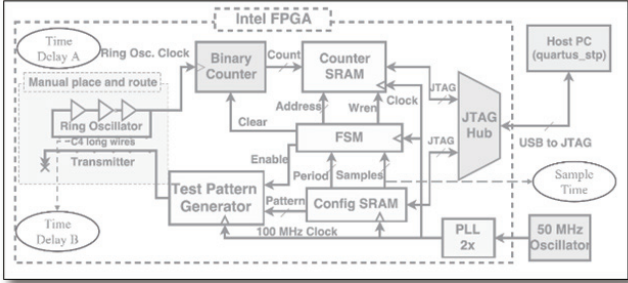 Intel FPGA
Time
Delay A
Ring Osc. Clock
Binary
Counter
Count
Counter
SRAM
Host PC
(quartus_stp)
Manual place and route
Address
Wren
Clock
JTAG
JTAG
Hub
Ring Oscillator
Clear
FSM
JTAG
USB to JTAG
~C4 long wires
Transmitter
Enable
Period
Samples
Test Pattern
Generator
Pattern
Config SRAM
Sample
Time
Time
Delay B
100 MHz Clock
PLL
2x
50 MHz
Oscillator